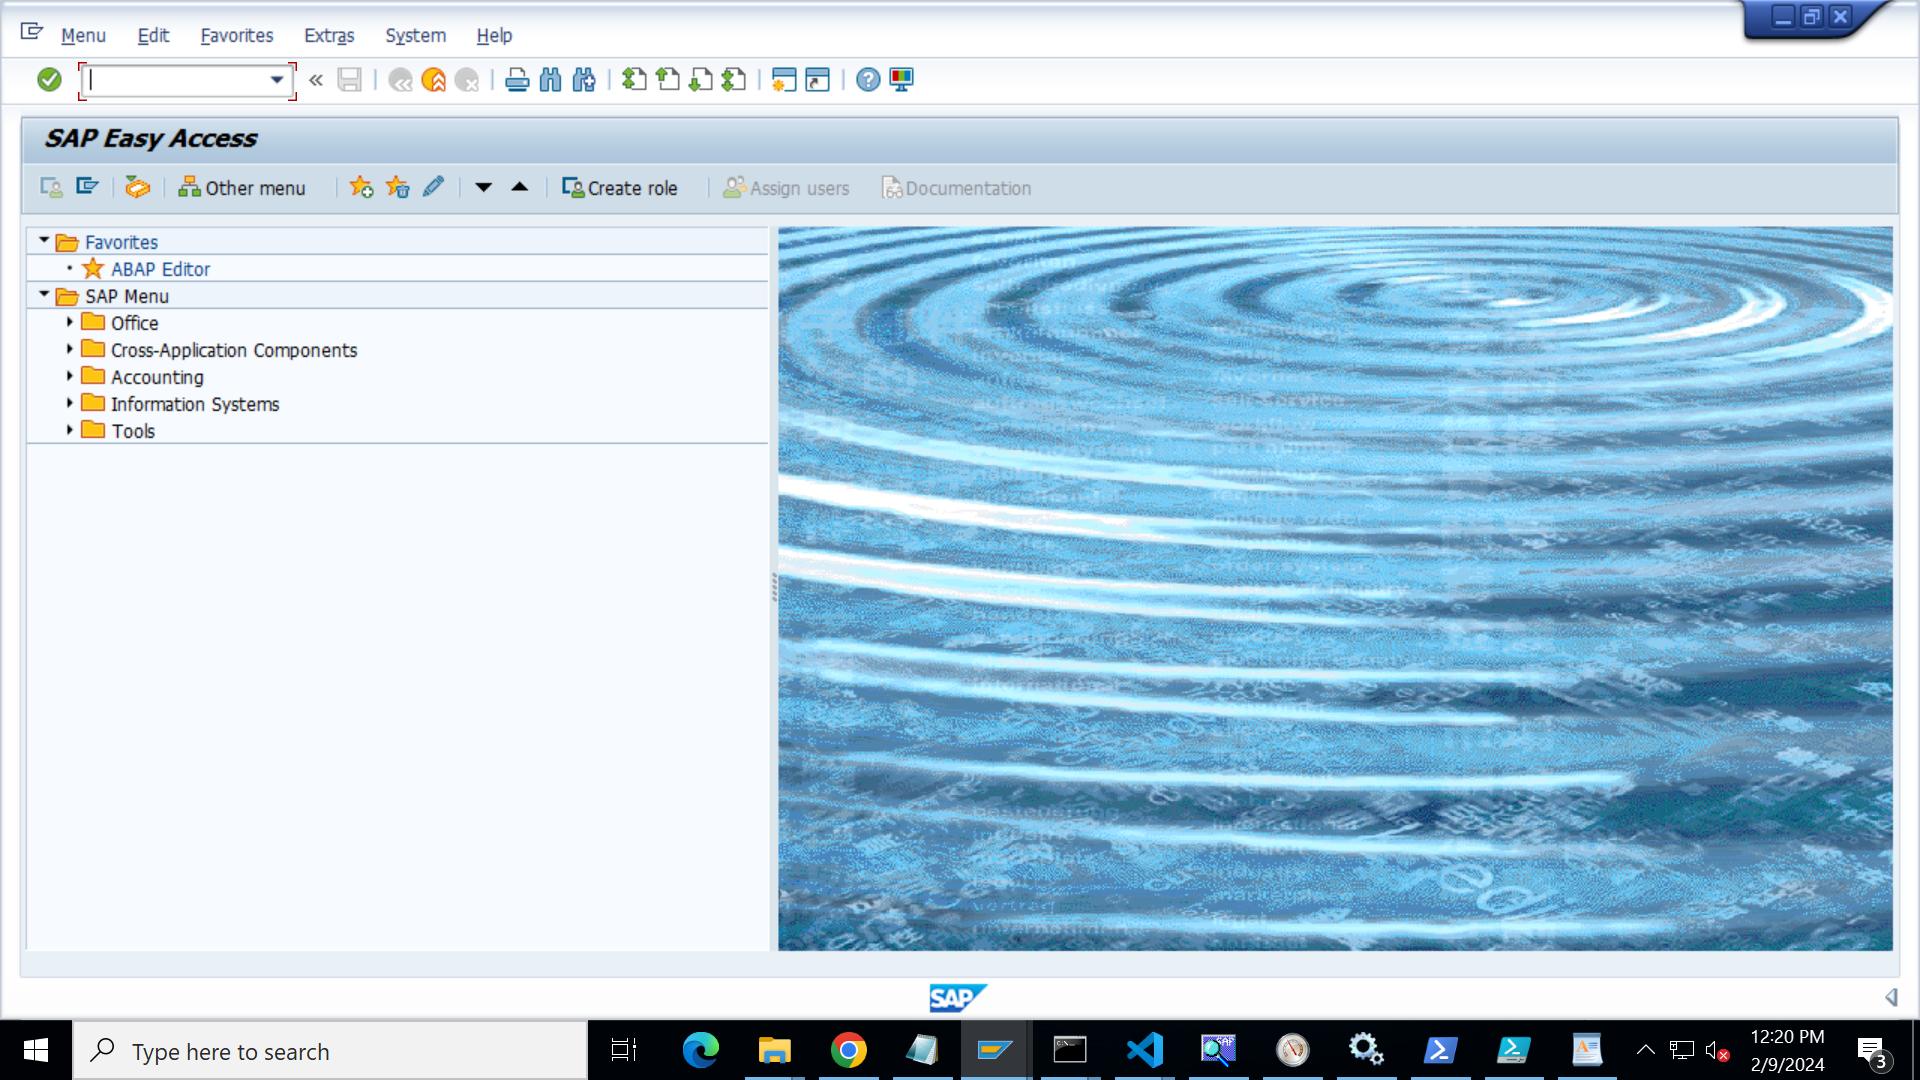 Menu Edit Favorites Extras System Help
SAP Easy Access
Other menu Create role Assign users Documentation
Favorites
ABAP Editor
SAP Menu
Office
Cross-Application Components
Accounting
Information Systems
Tools
SAP
Type here to search
12:20 PM
2/9/2024
3